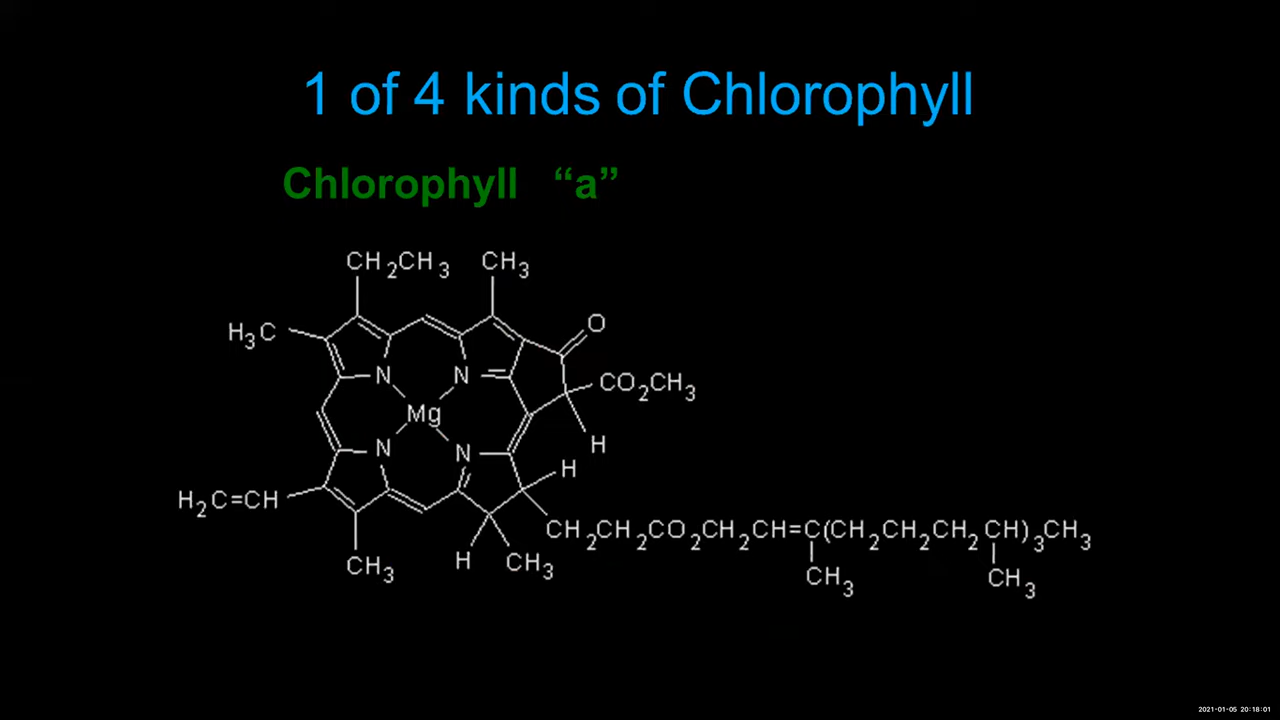 1 of 4 kinds of Chlorophyll
Chlorophyll “a”
CH₂CH₃ CH₃
H₃C O
N N CO₂CH₃
Mg
N N H
H
H₂C=CH
CH₂CH₂CO₂CH₂CH=C(CH₂CH₂CH₂CH)₃CH₃
CH₃ H CH₃ CH₃ CH₃
2021-01-05 20:18:01